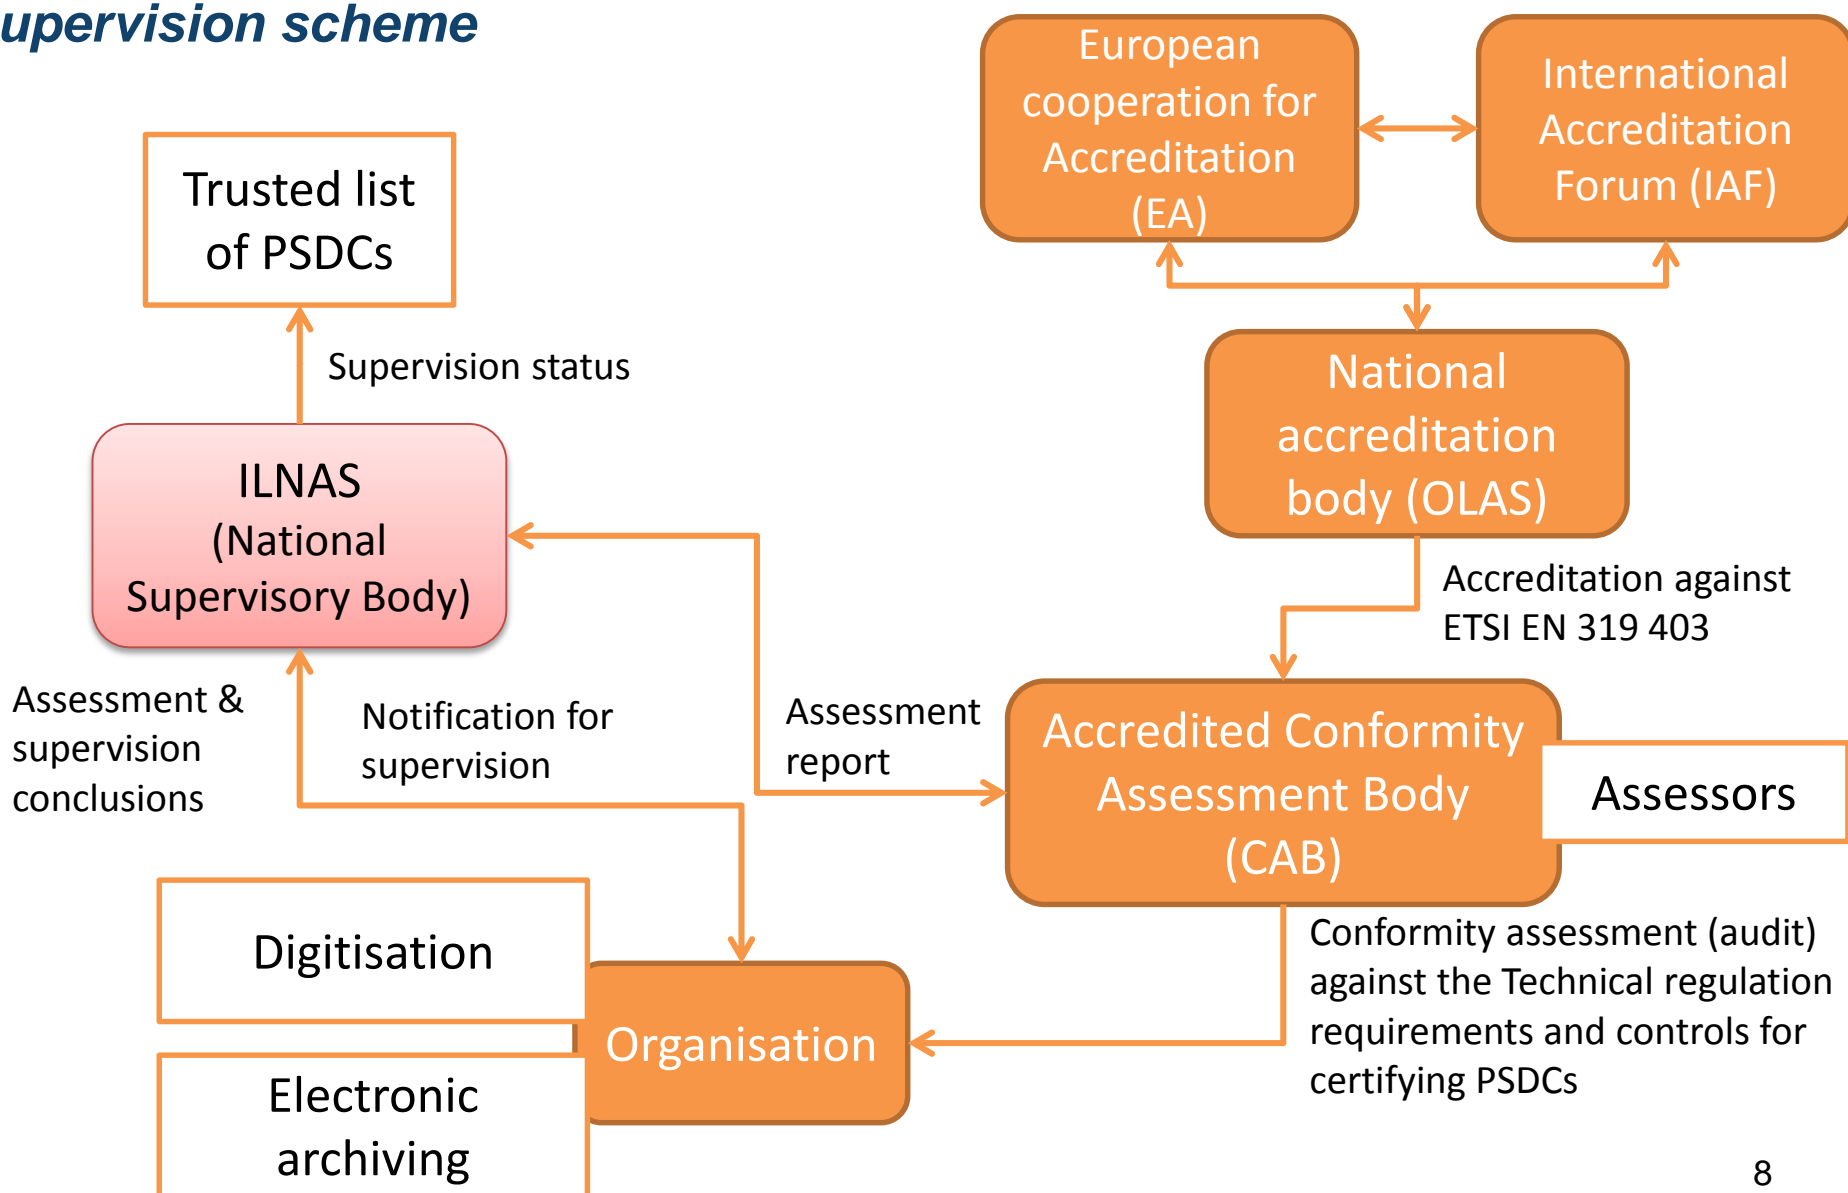 upervision scheme
European
cooperation for
Accreditation
(EA)
International
Accreditation
Forum (IAF)
Trusted list
of PSDCs
Supervision status
National
accreditation
body (OLAS)
ILNAS
(National
Supervisory Body)
Accreditation against
ETSI EN 319 403
Assessment &
supervision
conclusions
Notification for
supervision
Assessment
report
Accredited Conformity
Assessment Body
(CAB)
Assessors
Digitisation
Organisation
Electronic
archiving
Conformity assessment (audit)
against the Technical regulation
requirements and controls for
certifying PSDCs
8